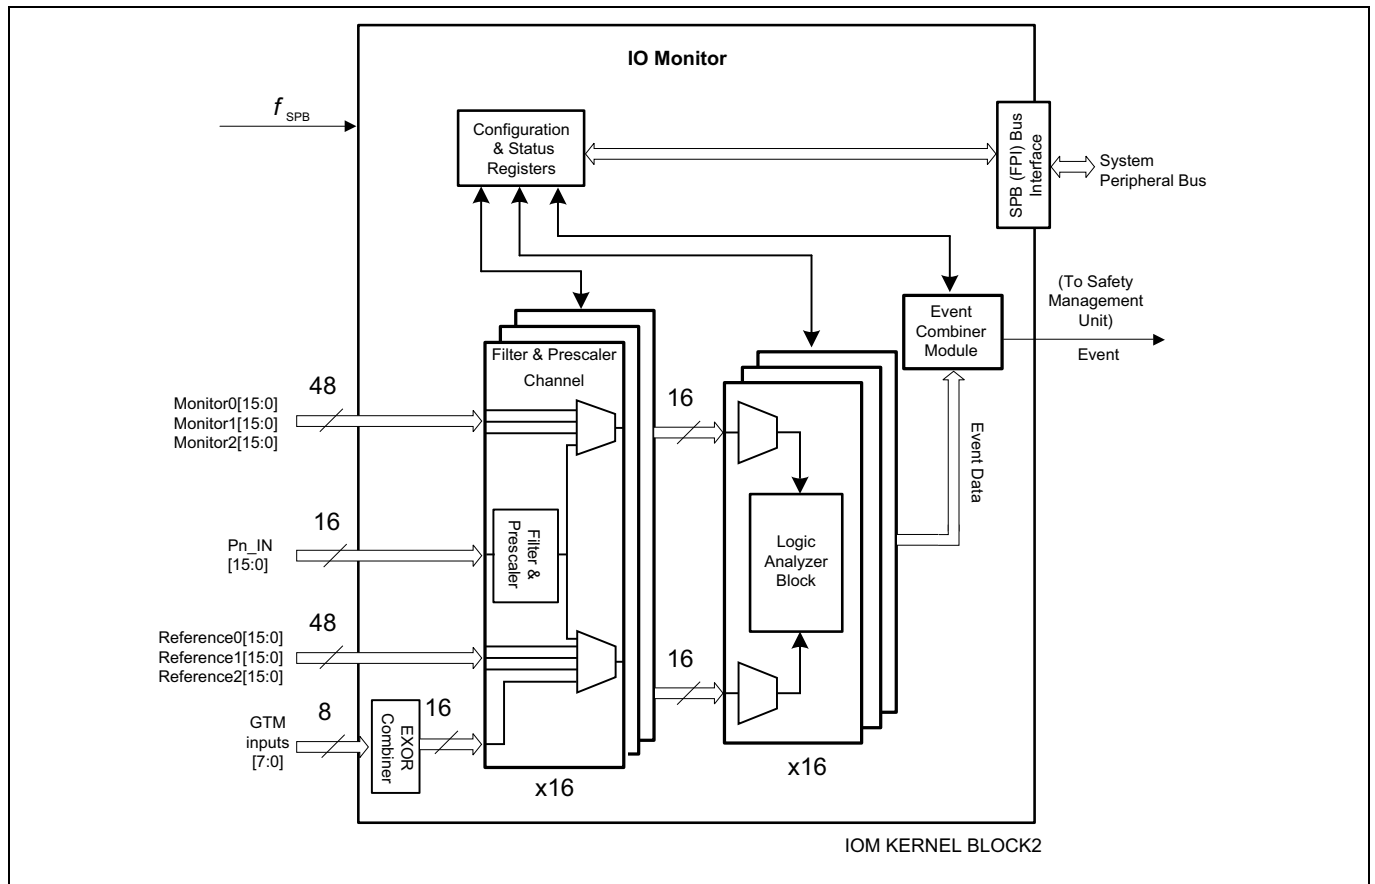 IO Monitor
f SPB
Configuration
& Status
Registers
SPB (FPI) Bus
Interface
System
Peripheral Bus
(To Safety
Management
Unit)
Event
Event
Combiner
Module
Filter & Prescaler
Channel
48
Monitor0[15:0]
Monitor1[15:0]
Monitor2[15:0]
16
16
Pn_IN
[15:0]
Filter &
Prescaler
Logic
Analyzer
Block
Event Data
48
Reference0[15:0]
Reference1[15:0]
Reference2[15:0]
16
8
GTM
inputs
[7:0]
EXOR
Combiner
16
x16
x16
IOM KERNEL BLOCK2